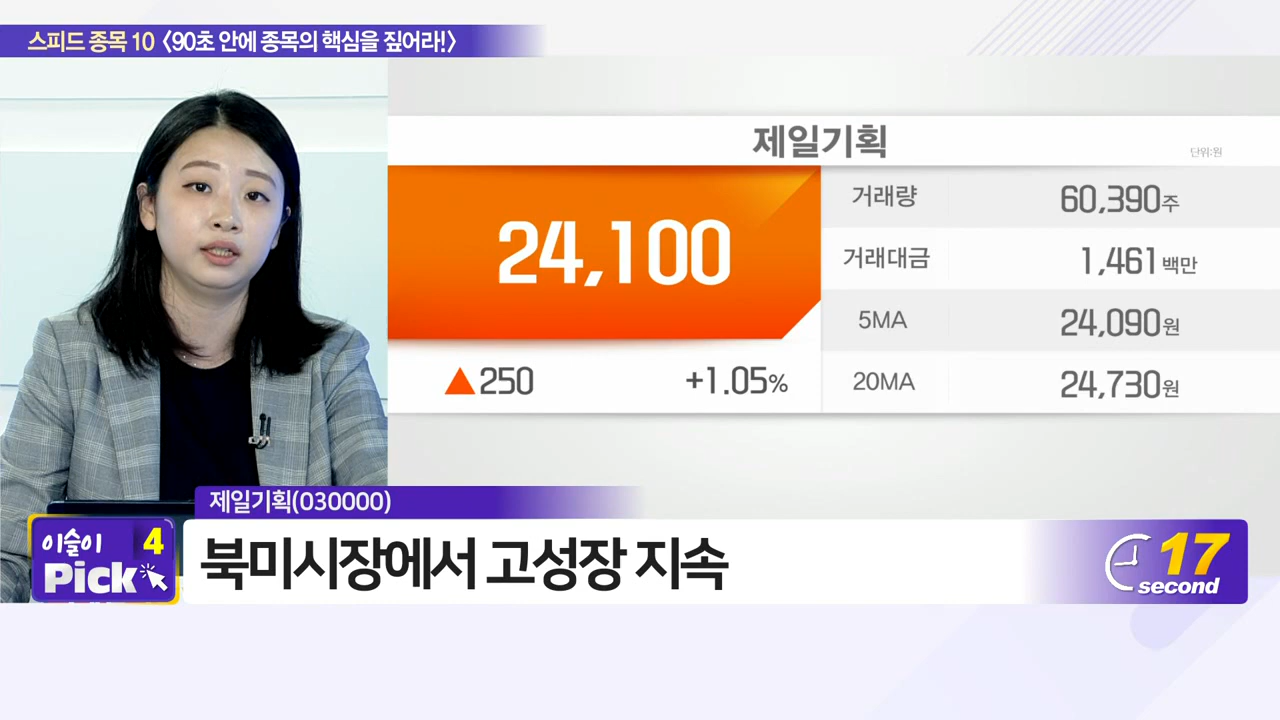 스피드 종목 10 <90초 안에 종목의 핵심을 짚어라!>
제일기획
단위:원
24,100
▲250 +1.05%
거래량 60,390주
거래대금 1,461백만
5MA 24,090원
20MA 24,730원
제일기획(030000)
이슬이 4
Pick
북미시장에서 고성장 지속
17
second